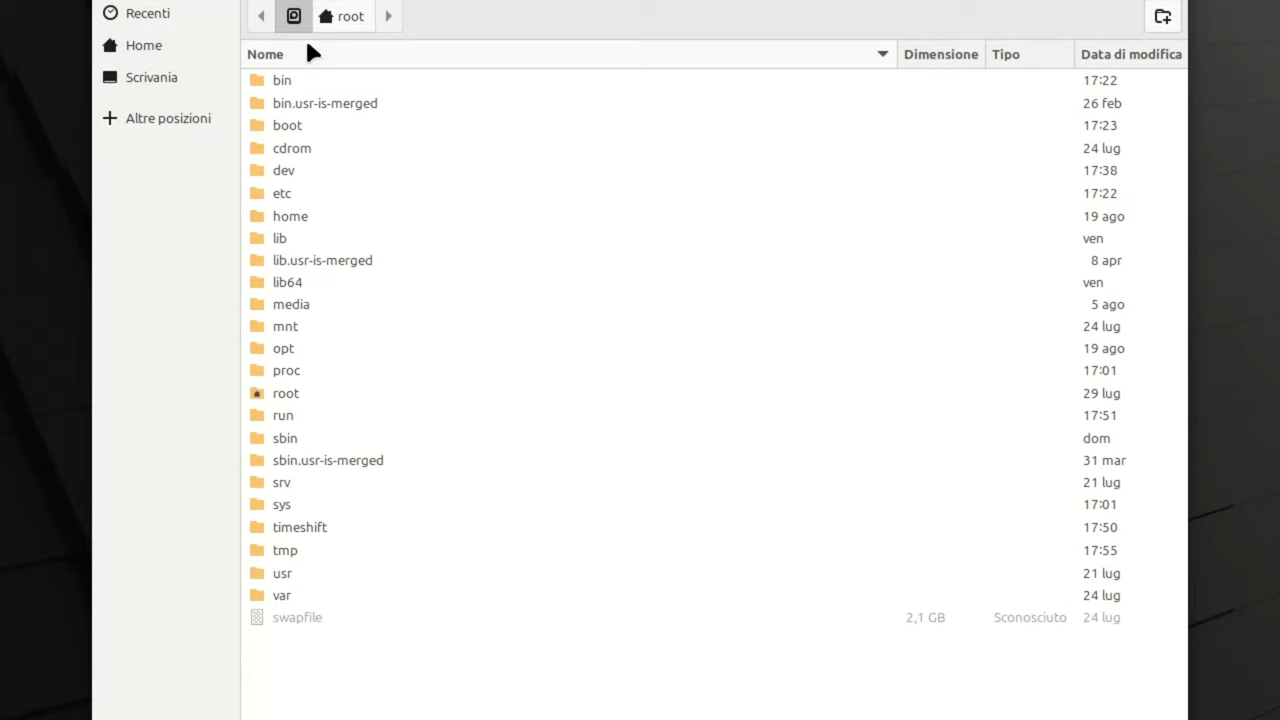 Recenti
Home
Scrivania
Altre posizioni
root
Nome Dimensione Tipo Data di modifica
bin 17:22
bin.usr-is-merged 26 feb
boot 17:23
cdrom 24 lug
dev 17:38
etc 17:22
home 19 ago
lib ven
lib.usr-is-merged 8 apr
lib64 ven
media 5 ago
mnt 24 lug
opt 19 ago
proc 17:01
root 29 lug
run 17:51
sbin dom
sbin.usr-is-merged 31 mar
srv 21 lug
sys 17:01
timeshift 17:50
tmp 17:55
usr 21 lug
var 24 lug
swapfile 2,1 GB Sconosciuto 24 lug